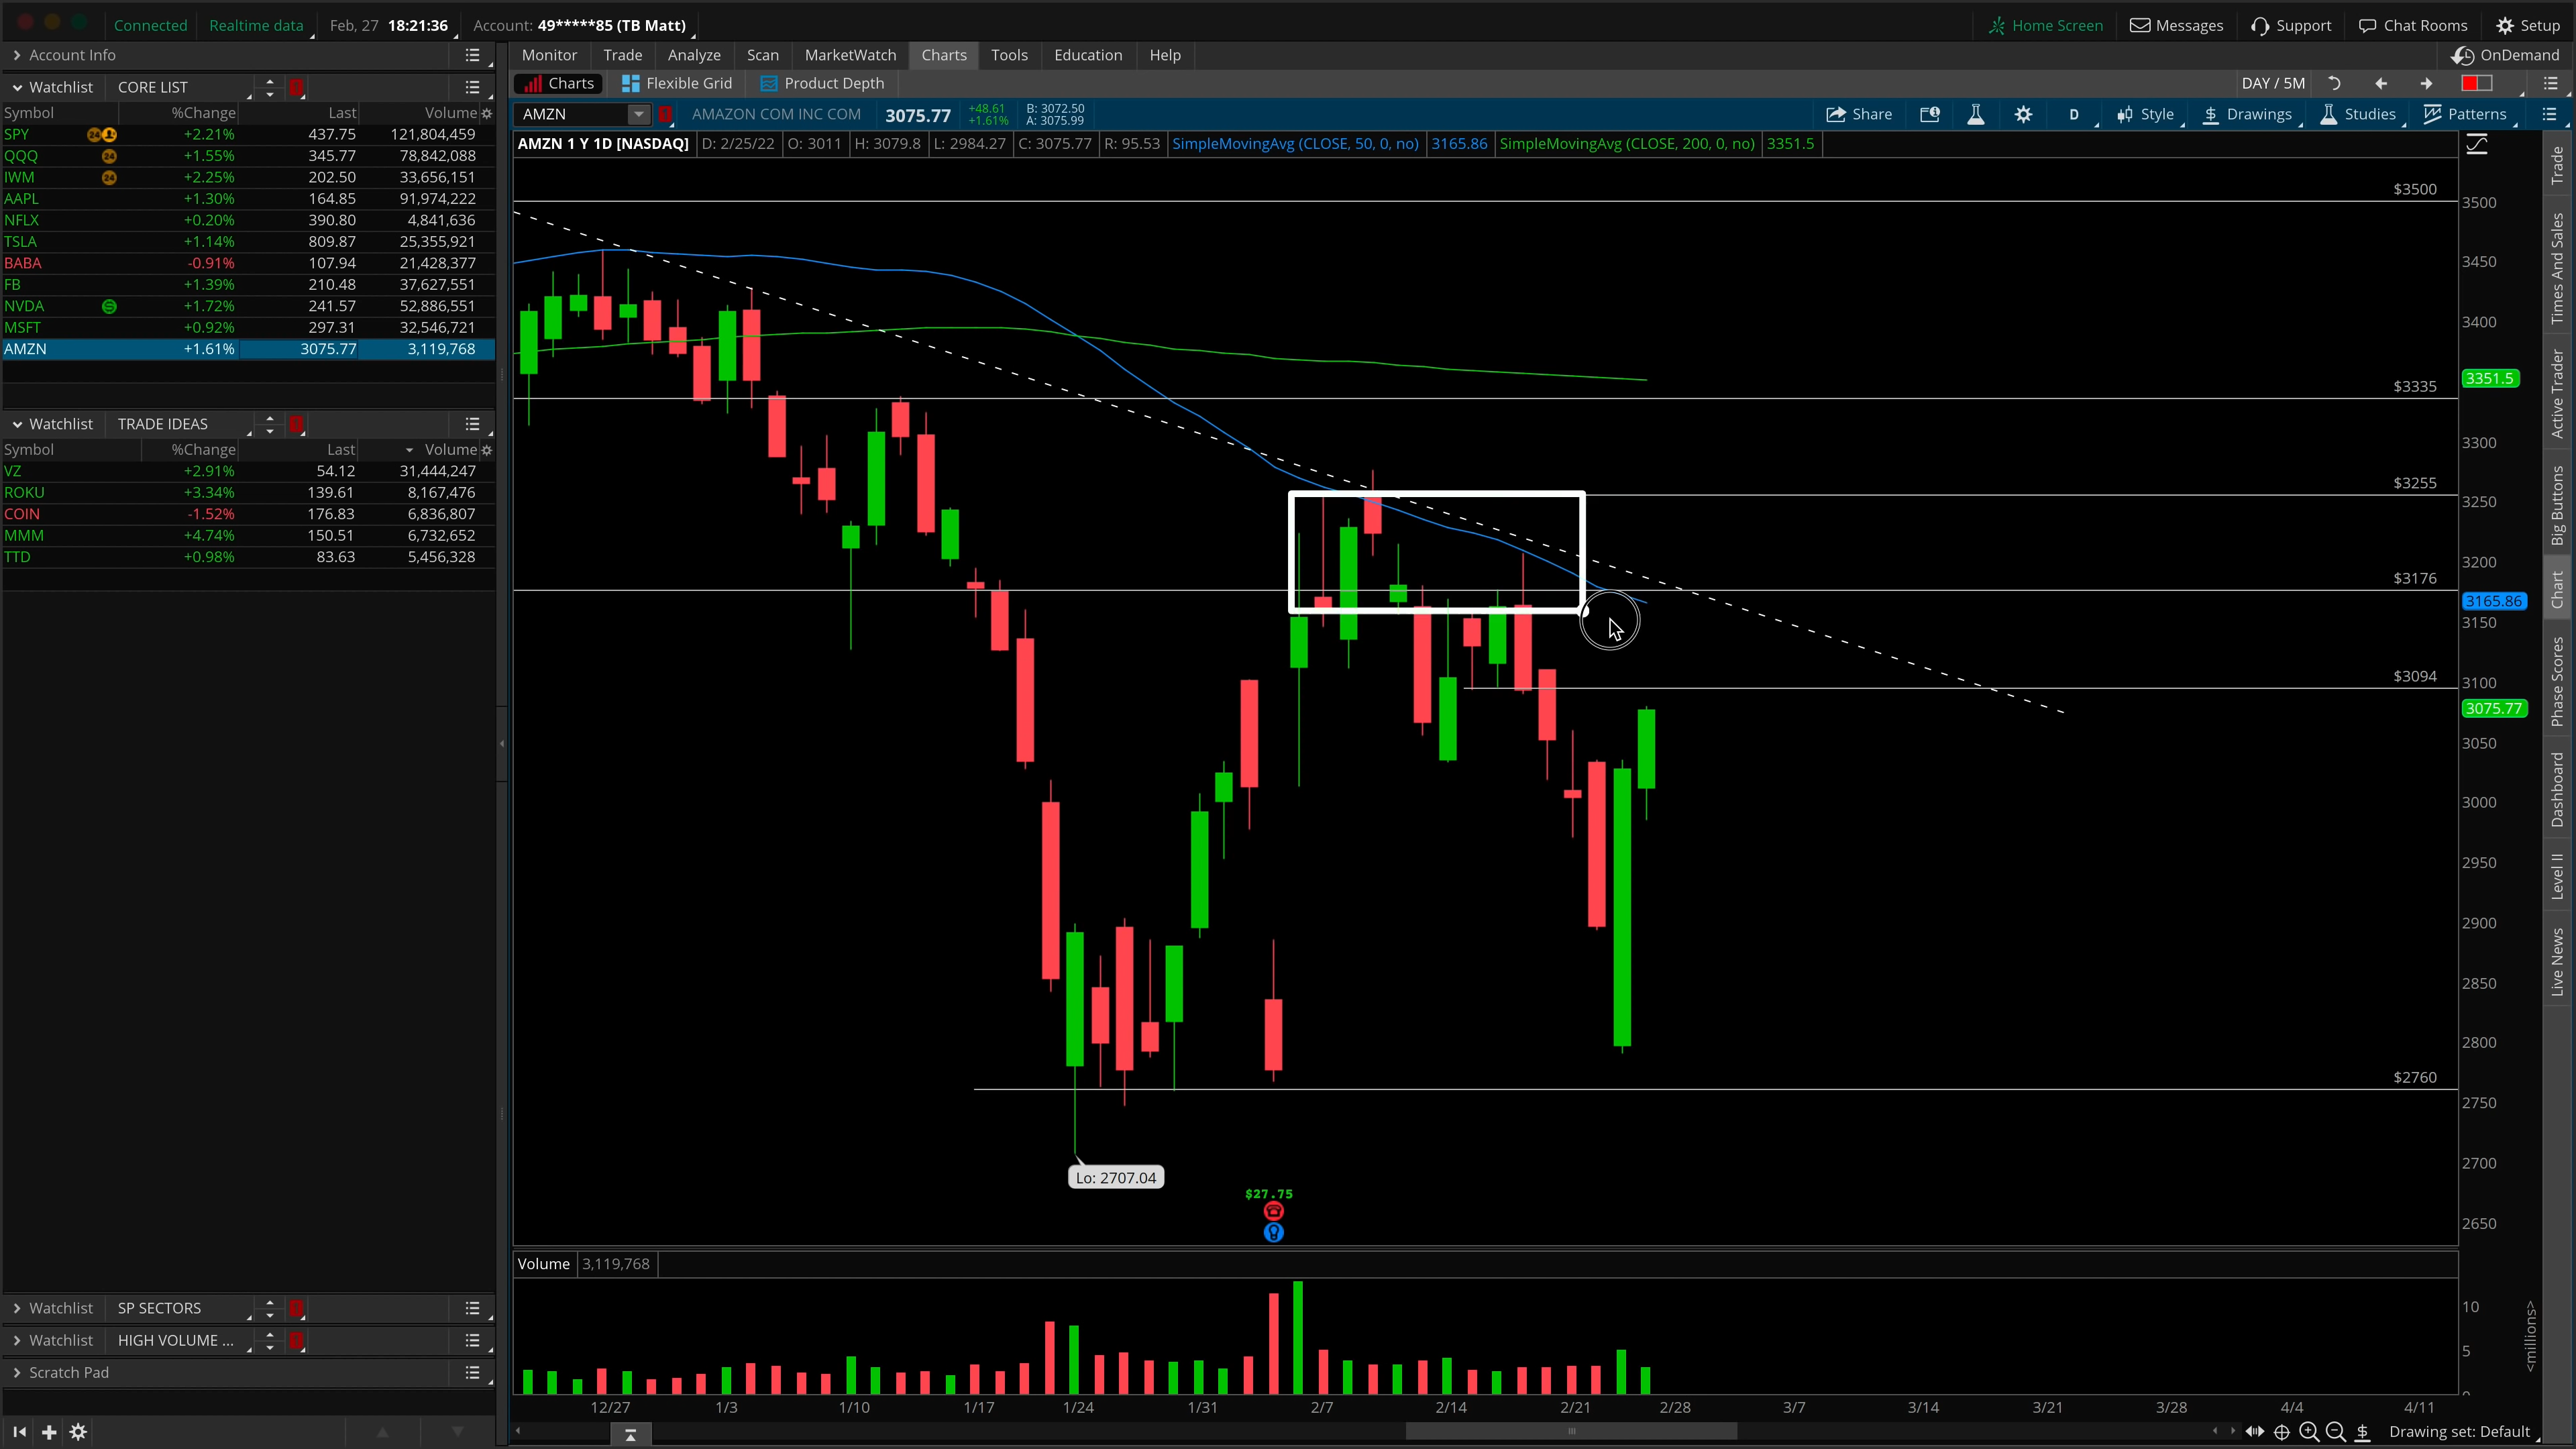 Connected Realtime data Feb, 27 18:21:36 Account: 49*****85 (TB Matt) Home Screen Messages Support Chat Rooms Setup
Account Info Monitor Trade Analyze Scan MarketWatch Charts Tools Education Help OnDemand
Watchlist CORE LIST Charts Flexible Grid Product Depth DAY / 5M
AMZN AMAZON COM INC COM 3075.77 +48.61 +1.61% B: 3072.50 A: 3075.99 Share D Style Drawings Studies Patterns
AMZN 1 Y 1D [NASDAQ] D: 2/25/22 O: 3011 H: 3079.8 L: 2984.27 C: 3075.77 R: 95.53 SimpleMovingAvg (CLOSE, 50, 0, no) 3165.86 SimpleMovingAvg (CLOSE, 200, 0, no) 3351.5
Symbol %Change Last Volume
SPY 24 +2.21% 437.75 121,804,459
QQQ 24 +1.55% 345.77 78,842,088
IWM 24 +2.25% 202.50 33,656,151
AAPL +1.30% 164.85 91,974,222
NFLX +0.20% 390.80 4,841,636
TSLA +1.14% 809.87 25,355,921
BABA -0.91% 107.94 21,428,377
FB +1.39% 210.48 37,627,551
NVDA +1.72% 241.57 52,886,551
MSFT +0.92% 297.31 32,546,721
AMZN +1.61% 3075.77 3,119,768
Watchlist TRADE IDEAS
Symbol %Change Last Volume
VZ +2.91% 54.12 31,444,247
ROKU +3.34% 139.61 8,167,476
COIN -1.52% 176.83 6,836,807
MMM +4.74% 150.51 6,732,652
TTD +0.98% 83.63 5,456,328
Watchlist SP SECTORS
Watchlist HIGH VOLUME ...
Scratch Pad
$3500
$3335
$3255
$3176
$3094
$2760
Lo: 2707.04
$27.75
3500
3450
3400
3351.5
3300
3250
3200
3165.86
3150
3100
3075.77
3050
3000
2950
2900
2850
2800
2750
2700
2650
Volume 3,119,768
10
5
<millions>
12/27 1/3 1/10 1/17 1/24 1/31 2/7 2/14 2/21 2/28 3/7 3/14 3/21 3/28 4/4 4/11
Drawing set: Default
Trade
Times And Sales
Active Trader
Big Buttons
Chart
Phase Scores
Dashboard
Level II
Live News